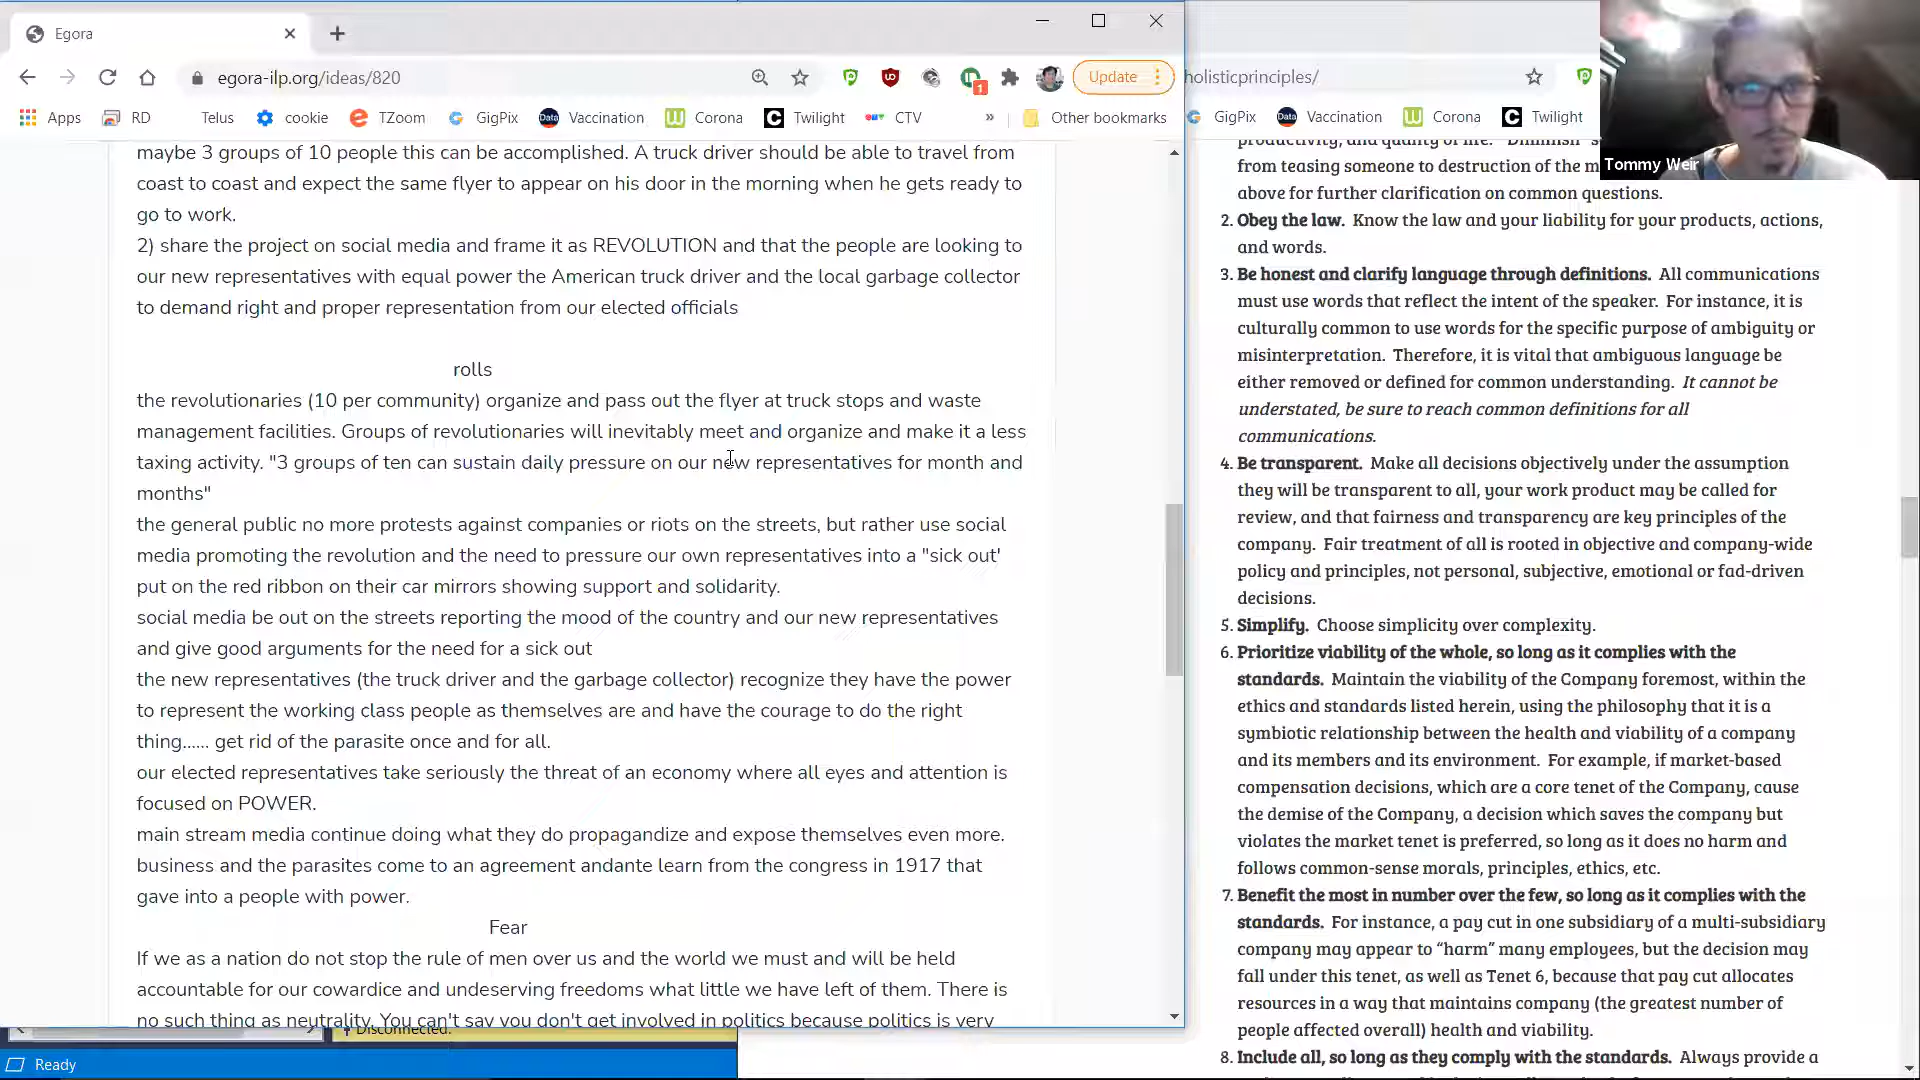 Egora
egora-ilp.org/ideas/820
Update
1
Apps
RD
Telus
cookie
TZoom
GigPix
Data
Vaccination
Corona
Twilight
CTV
»
Other bookmarks
maybe 3 groups of 10 people this can be accomplished. A truck driver should be able to travel from
coast to coast and expect the same flyer to appear on his door in the morning when he gets ready to
go to work.
2) share the project on social media and frame it as REVOLUTION and that the people are looking to
our new representatives with equal power the American truck driver and the local garbage collector
to demand right and proper representation from our elected officials
rolls
the revolutionaries (10 per community) organize and pass out the flyer at truck stops and waste
management facilities. Groups of revolutionaries will inevitably meet and organize and make it a less
taxing activity. "3 groups of ten can sustain daily pressure on our new representatives for month and
months"
the general public no more protests against companies or riots on the streets, but rather use social
media promoting the revolution and the need to pressure our own representatives into a "sick out'
put on the red ribbon on their car mirrors showing support and solidarity.
social media be out on the streets reporting the mood of the country and our new representatives
and give good arguments for the need for a sick out
the new representatives (the truck driver and the garbage collector) recognize they have the power
to represent the working class people as themselves are and have the courage to do the right
thing...... get rid of the parasite once and for all.
our elected representatives take seriously the threat of an economy where all eyes and attention is
focused on POWER.
main stream media continue doing what they do propagandize and expose themselves even more.
business and the parasites come to an agreement andante learn from the congress in 1917 that
gave into a people with power.
Fear
If we as a nation do not stop the rule of men over us and the world we must and will be held
accountable for our cowardice and undeserving freedoms what little we have left of them. There is
no such thing as neutrality. You can't say you don't get involved in politics because politics is very
Disconnected.
Ready
holisticprinciples/
GigPix
Data
Vaccination
Corona
Twilight
Tommy Weir
productivity, and quality of life. "Diminish"
from teasing someone to destruction of the m
above for further clarification on common questions.
2. Obey the law. Know the law and your liability for your products, actions,
and words.
3. Be honest and clarify language through definitions. All communications
must use words that reflect the intent of the speaker. For instance, it is
culturally common to use words for the specific purpose of ambiguity or
misinterpretation. Therefore, it is vital that ambiguous language be
either removed or defined for common understanding. It cannot be
understated, be sure to reach common definitions for all
communications.
4. Be transparent. Make all decisions objectively under the assumption
they will be transparent to all, your work product may be called for
review, and that fairness and transparency are key principles of the
company. Fair treatment of all is rooted in objective and company-wide
policy and principles, not personal, subjective, emotional or fad-driven
decisions.
5. Simplify. Choose simplicity over complexity.
6. Prioritize viability of the whole, so long as it complies with the
standards. Maintain the viability of the Company foremost, within the
ethics and standards listed herein, using the philosophy that it is a
symbiotic relationship between the health and viability of a company
and its members and its environment. For example, if market-based
compensation decisions, which are a core tenet of the Company, cause
the demise of the Company, a decision which saves the company but
violates the market tenet is preferred, so long as it does no harm and
follows common-sense morals, principles, ethics, etc.
7. Benefit the most in number over the few, so long as it complies with the
standards. For instance, a pay cut in one subsidiary of a multi-subsidiary
company may appear to “harm” many employees, but the decision may
fall under this tenet, as well as Tenet 6, because that pay cut allocates
resources in a way that maintains company (the greatest number of
people affected overall) health and viability.
8. Include all, so long as they comply with the standards. Always provide a